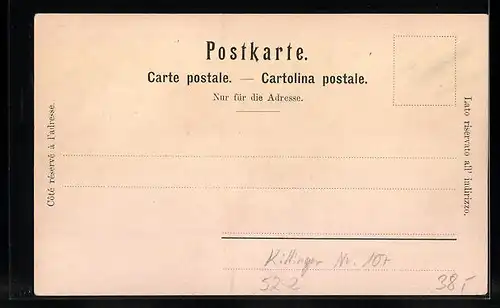 Postkarte.
Carte postale. — Cartolina postale.
Nur für die Adresse.
Côté réservé à l'adresse.
Lato riservato all' indirizzo.
Killinger Nr. 107
52-2
38,-